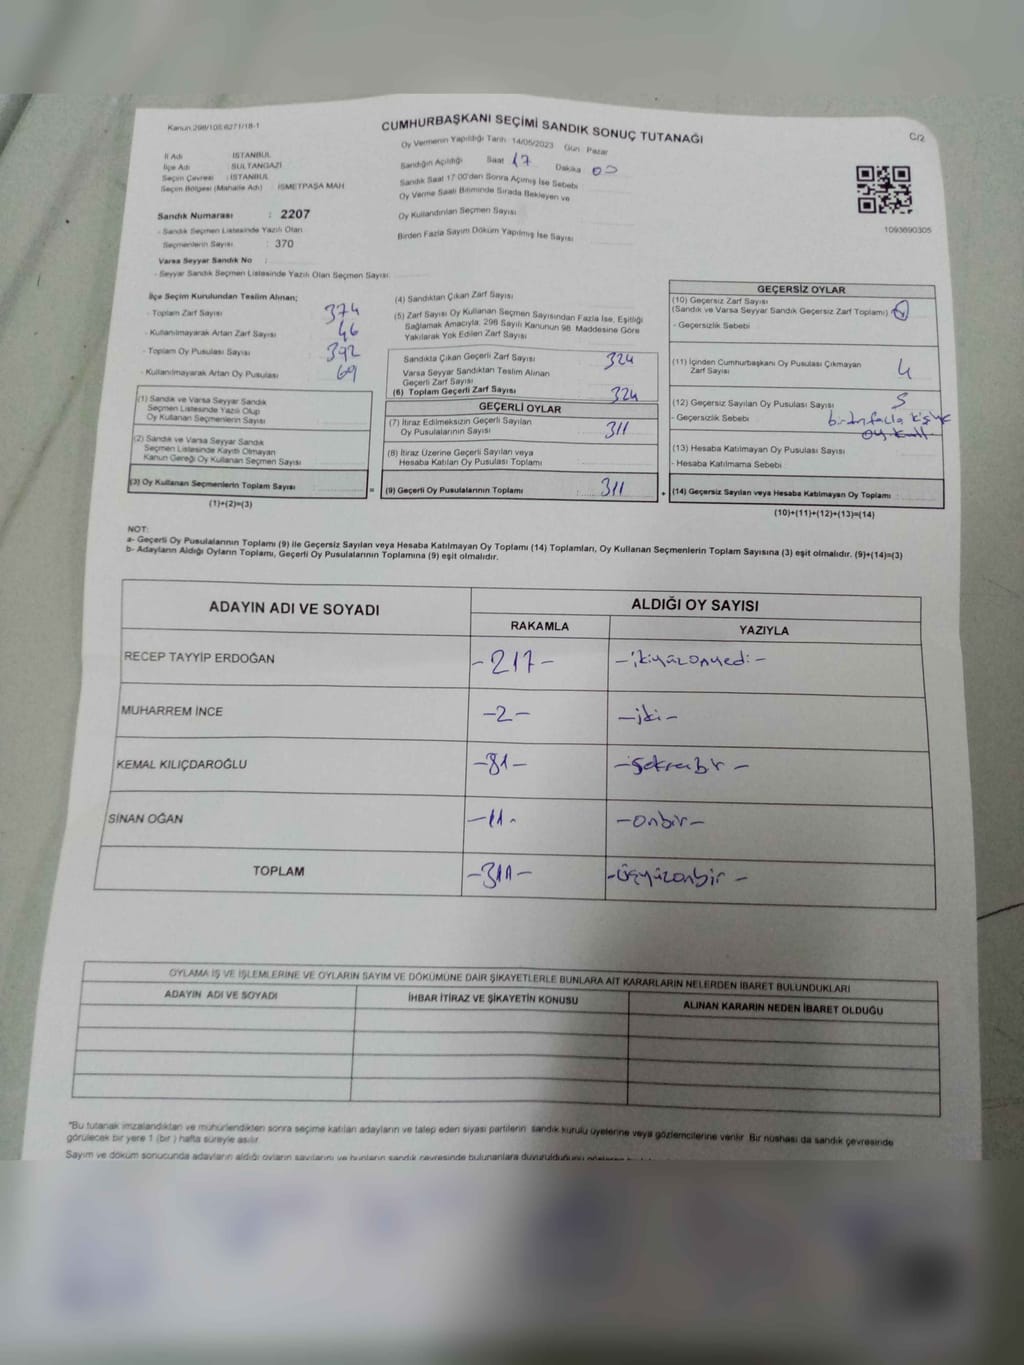 Kanun:298/105.6271/18-1
CUMHURBAŞKANI SEÇİMİ SANDIK SONUÇ TUTANAĞI
C/2
Oy Vermenin Yapıldığı Tarih 14/05/2023 Gün Pazar
İl Adı : İSTANBUL
İlçe Adı : SULTANGAZİ
Seçim Çevresi : İSTANBUL
Seçim Bölgesi (Mahalle Adı) : İSMETPAŞA MAH.
Sandık Numarası : 2207
- Sandık Seçmen Listesinde Yazılı Olan
Seçmenlerin Sayısı : 370
Varsa Seyyar Sandık No :
- Seyyar Sandık Seçmen Listesinde Yazılı Olan Seçmen Sayısı:
Sandığın Açıldığı Saat 17 Dakika 00
Sandık Saat 17:00'den Sonra Açılmış İse Sebebi
Oy Verme Saati Bitiminde Sırada Bekleyen ve
Oy Kullandırılan Seçmen Sayısı
Birden Fazla Sayım Döküm Yapılmış İse Sayısı
1093690305
İlçe Seçim Kurulundan Teslim Alınan;
- Toplam Zarf Sayısı 374
- Kullanılmayarak Artan Zarf Sayısı 46
- Toplam Oy Pusulası Sayısı 392
- Kullanılmayarak Artan Oy Pusulası 69
(1) Sandık ve Varsa Seyyar Sandık
Seçmen Listesinde Yazılı Olup
Oy Kullanan Seçmenlerin Sayısı
(2) Sandık ve Varsa Seyyar Sandık
Seçmen Listesinde Kayıtlı Olmayan
Kanun Gereği Oy Kullanan Seçmen Sayısı
(3) Oy Kullanan Seçmenlerin Toplam Sayısı =
(1)+(2)=(3)
(4) Sandıktan Çıkan Zarf Sayısı
(5) Zarf Sayısı Oy Kullanan Seçmen Sayısından Fazla İse, Eşitliği
Sağlamak Amacıyla; 298 Sayılı Kanunun 98. Maddesine Göre
Yakılarak Yok Edilen Zarf Sayısı
Sandıkta Çıkan Geçerli Zarf Sayısı 324
Varsa Seyyar Sandıktan Teslim Alınan
Geçerli Zarf Sayısı
(6) Toplam Geçerli Zarf Sayısı 324
GEÇERLİ OYLAR
(7) İtiraz Edilmeksizin Geçerli Sayılan
Oy Pusulalarının Sayısı 311
(8) İtiraz Üzerine Geçerli Sayılan veya
Hesaba Katılan Oy Pusulası Toplamı
(9) Geçerli Oy Pusulalarının Toplamı : 311 +
GEÇERSİZ OYLAR
(10) Geçersiz Zarf Sayısı
(Sandık ve Varsa Seyyar Sandık Geçersiz Zarf Toplamı)
- Geçersizlik Sebebi
(11) İçinden Cumhurbaşkanı Oy Pusulası Çıkmayan
Zarf Sayısı 4
(12) Geçersiz Sayılan Oy Pusulası Sayısı 5
- Geçersizlik Sebebi birden fazla kişiye
(13) Hesaba Katılmayan Oy Pusulası Sayısı
- Hesaba Katılmama Sebebi
(14) Geçersiz Sayılan veya Hesaba Katılmayan Oy Toplamı
(10)+(11)+(12)+(13)=(14)
NOT:
a- Geçerli Oy Pusulalarının Toplamı (9) ile Geçersiz Sayılan veya Hesaba Katılmayan Oy Toplamı (14) Toplamları, Oy Kullanan Seçmenlerin Toplam Sayısına (3) eşit olmalıdır. (9)+(14)=(3)
b- Adayların Aldığı Oyların Toplamı, Geçerli Oy Pusulalarının Toplamına (9) eşit olmalıdır.
ADAYIN ADI VE SOYADI
ALDIĞI OY SAYISI
RAKAMLA YAZIYLA
RECEP TAYYİP ERDOĞAN -217- -ikiyüzonyedi-
MUHARREM İNCE -2- -iki-
KEMAL KILIÇDAROĞLU -81- -seksenbir-
SİNAN OĞAN -11- -onbir-
TOPLAM -311- -üçyüzonbir-
OYLAMA İŞ VE İŞLEMLERİNE VE OYLARIN SAYIM VE DÖKÜMÜNE DAİR ŞİKAYETLERLE BUNLARA AİT KARARLARIN NELERDEN İBARET BULUNDUKLARI
ADAYIN ADI VE SOYADI İHBAR İTİRAZ VE ŞİKAYETİN KONUSU ALINAN KARARIN NEDEN İBARET OLDUĞU
"Bu tutanak imzalandıktan ve mühürlendikten sonra seçime katılan adayların ve talep eden siyasi partilerin sandık kurulu üyelerine veya gözlemcilerine verilir. Bir nüshası da sandık çevresinde
görülecek bir yere 1 (bir ) hafta süreyle asılır.
Sayım ve döküm sonucunda adayların aldığı oyların sayılarını ve bunların sandık çevresinde bulunanlara duyurulduğunu